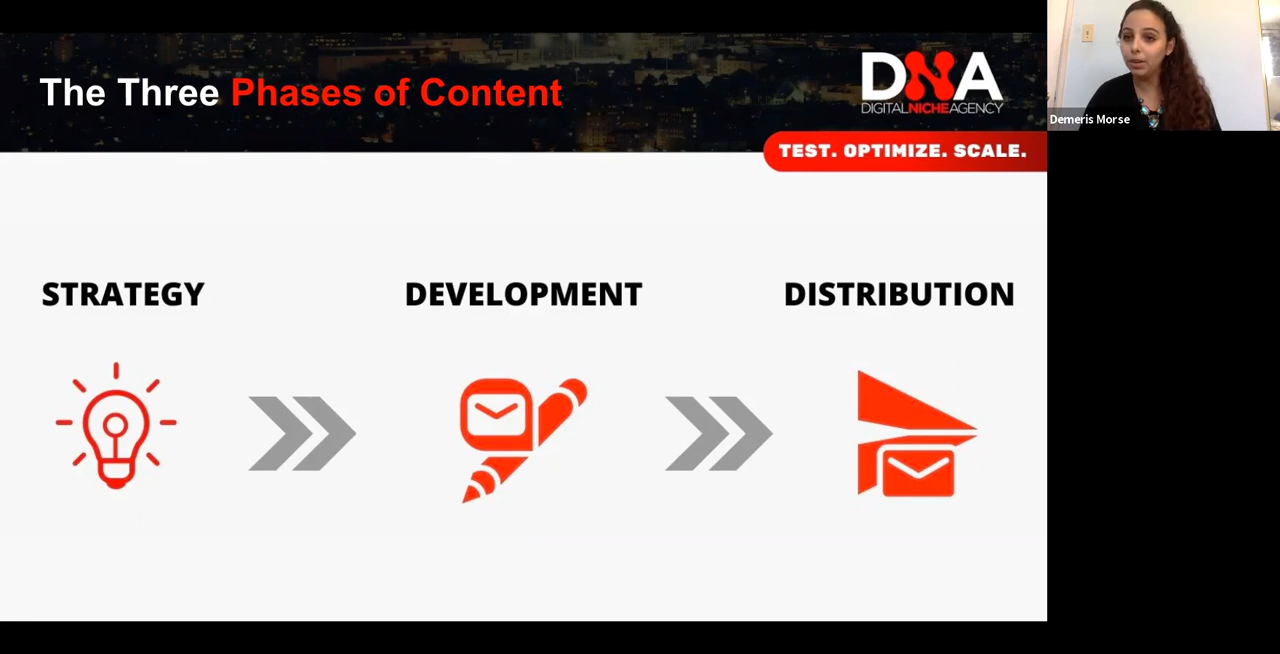 The Three Phases of Content
DNA
DIGITALNICHEAGENCY
TEST. OPTIMIZE. SCALE.
Demeris Morse
STRATEGY
DEVELOPMENT
DISTRIBUTION